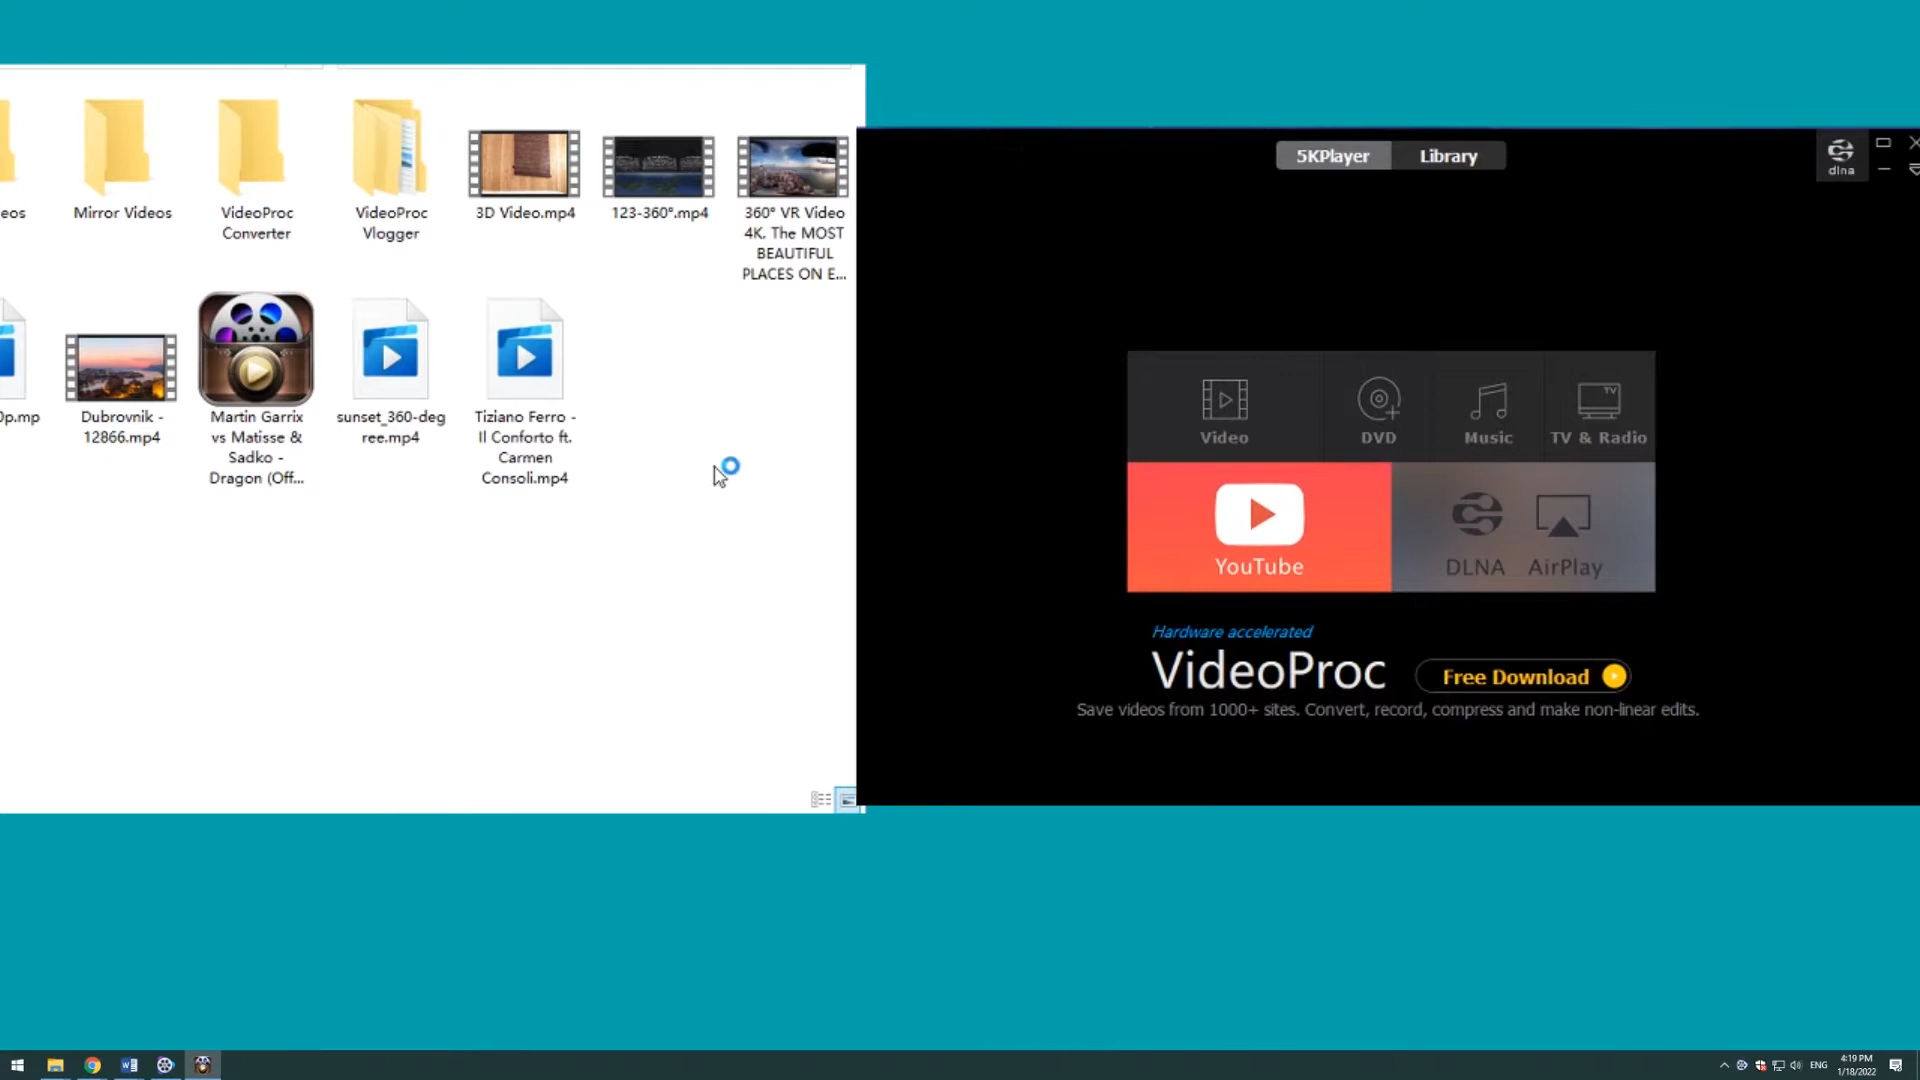 5KPlayer
Library
dlna
eos
Mirror Videos
VideoProc
Converter
VideoProc
Vlogger
3D Video.mp4
123-360°.mp4
360° VR Video
4K. The MOST
BEAUTIFUL
PLACES ON E...
0p.mp
Dubrovnik -
12866.mp4
Martin Garrix
vs Matisse &
Sadko -
Dragon (Off...
sunset_360-deg
ree.mp4
Tiziano Ferro -
Il Conforto ft.
Carmen
Consoli.mp4
Video
DVD
Music
TV
TV & Radio
YouTube
DLNA
AirPlay
Hardware accelerated
VideoProc
Free Download
Save videos from 1000+ sites. Convert, record, compress and make non-linear edits.
ENG
4:19 PM
1/18/2022